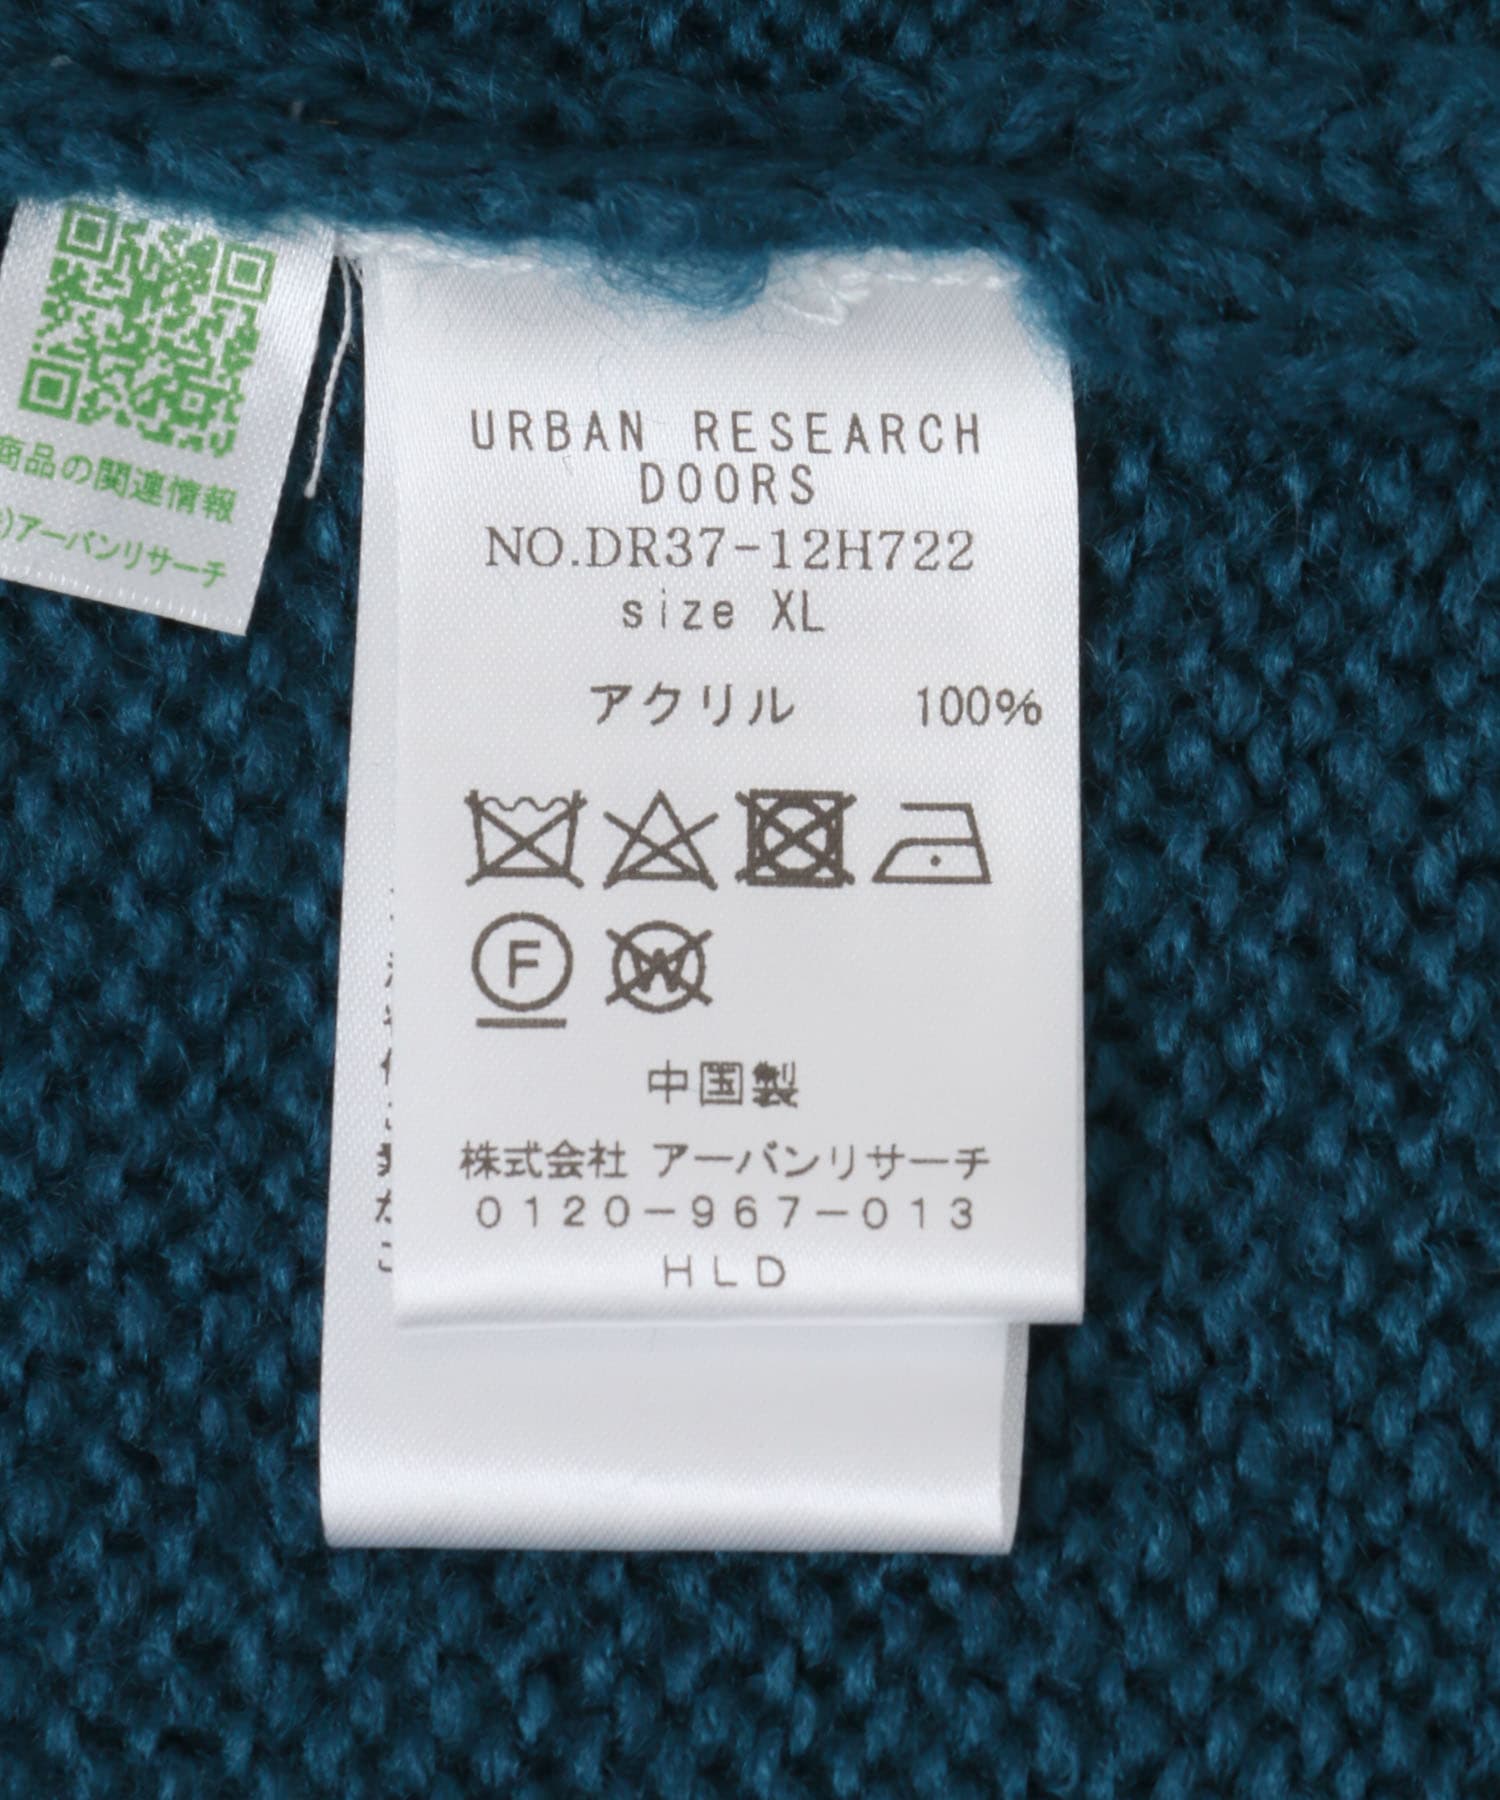 商品の関連情報
アーバンリサーチ
URBAN RESEARCH
DOORS
NO.DR37-12H722
size XL
アクリル 100%
F W
中国製
株式会社 アーバンリサーチ
0120-967-013
HLD